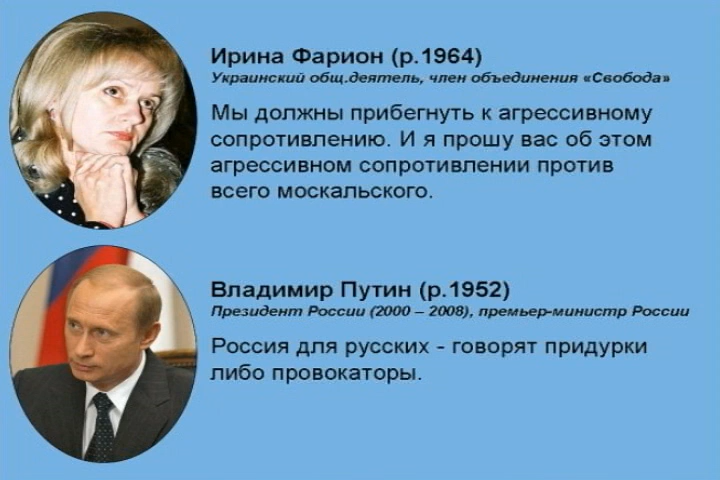 Ирина Фарион (р.1964)
Украинский общ.деятель, член объединения «Свобода»
Мы должны прибегнуть к агрессивному
сопротивлению. И я прошу вас об этом
агрессивном сопротивлении против
всего москальского.
Владимир Путин (р.1952)
Президент России (2000 – 2008), премьер-министр России
Россия для русских - говорят придурки
либо провокаторы.